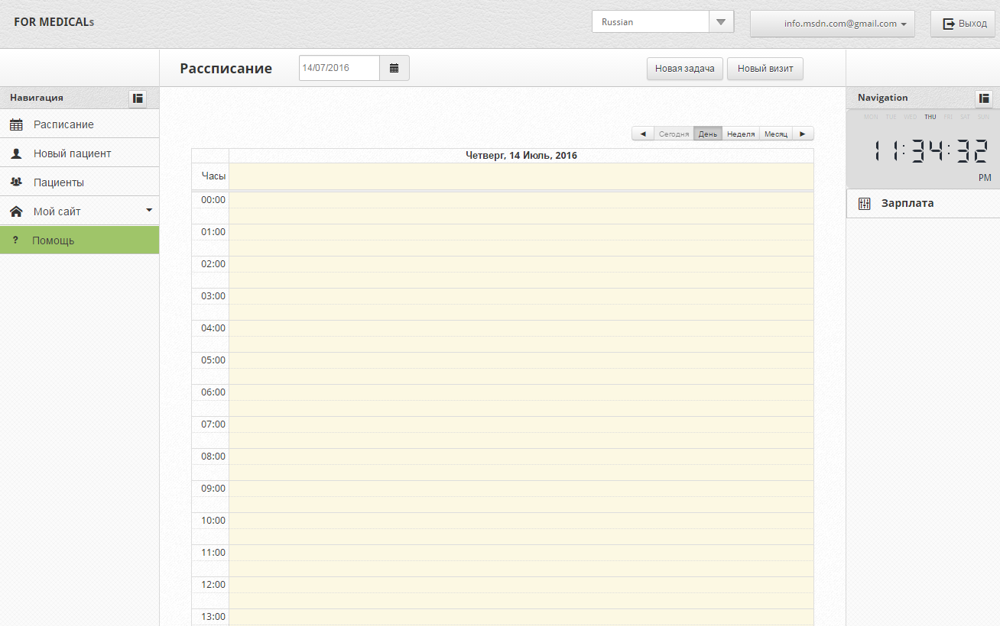 FOR MEDICALs
Russian
info.msdn.com@gmail.com
Выход
Рассписание
14/07/2016
Новая задача
Новый визит
Навигация
Расписание
Новый пациент
Пациенты
Мой сайт
? Помощь
Сегодня День Неделя Месяц
Четверг, 14 Июль, 2016
Часы
00:00
01:00
02:00
03:00
04:00
05:00
06:00
07:00
08:00
09:00
10:00
11:00
12:00
13:00
Navigation
MON TUE WED THU FRI SAT SUN
11:34:32
PM
Зарплата